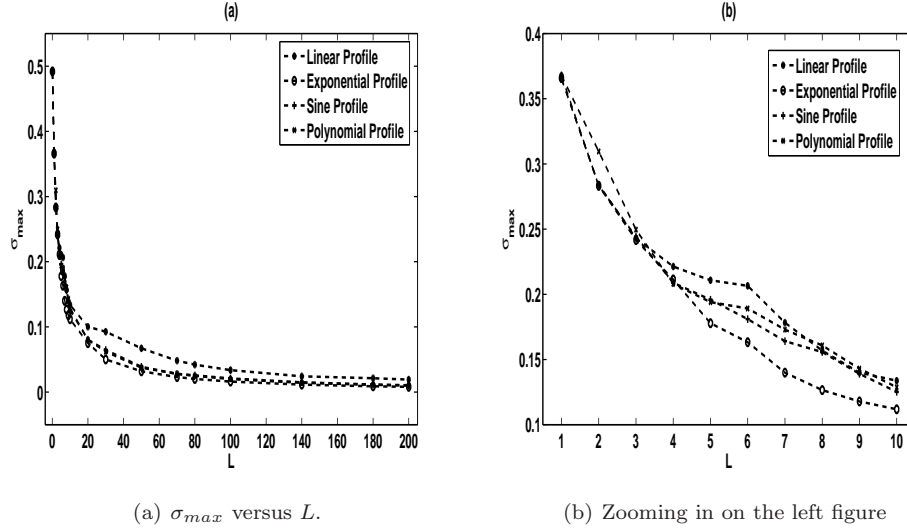 (a)
0.5
0.4
0.3
0.2
0.1
0
σmax
0 20 40 60 80 100 120 140 160 180 200
L
Linear Profile
Exponential Profile
Sine Profile
Polynomial Profile
(b)
0.4
0.35
0.3
0.25
0.2
0.15
0.1
σmax
1 2 3 4 5 6 7 8 9 10
L
Linear Profile
Exponential Profile
Sine Profile
Polynomial Profile
(a) σmax versus L.
(b) Zooming in on the left figure